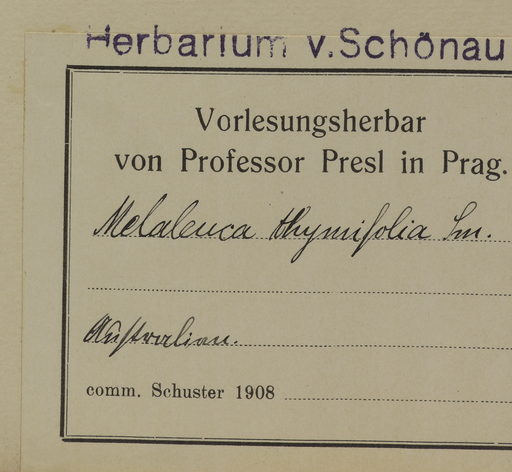 Herbarium v.Schönau
Vorlesungsherbar
von Professor Presl in Prag.
Melaleuca thymifolia Sm.
Australien.
comm. Schuster 1908